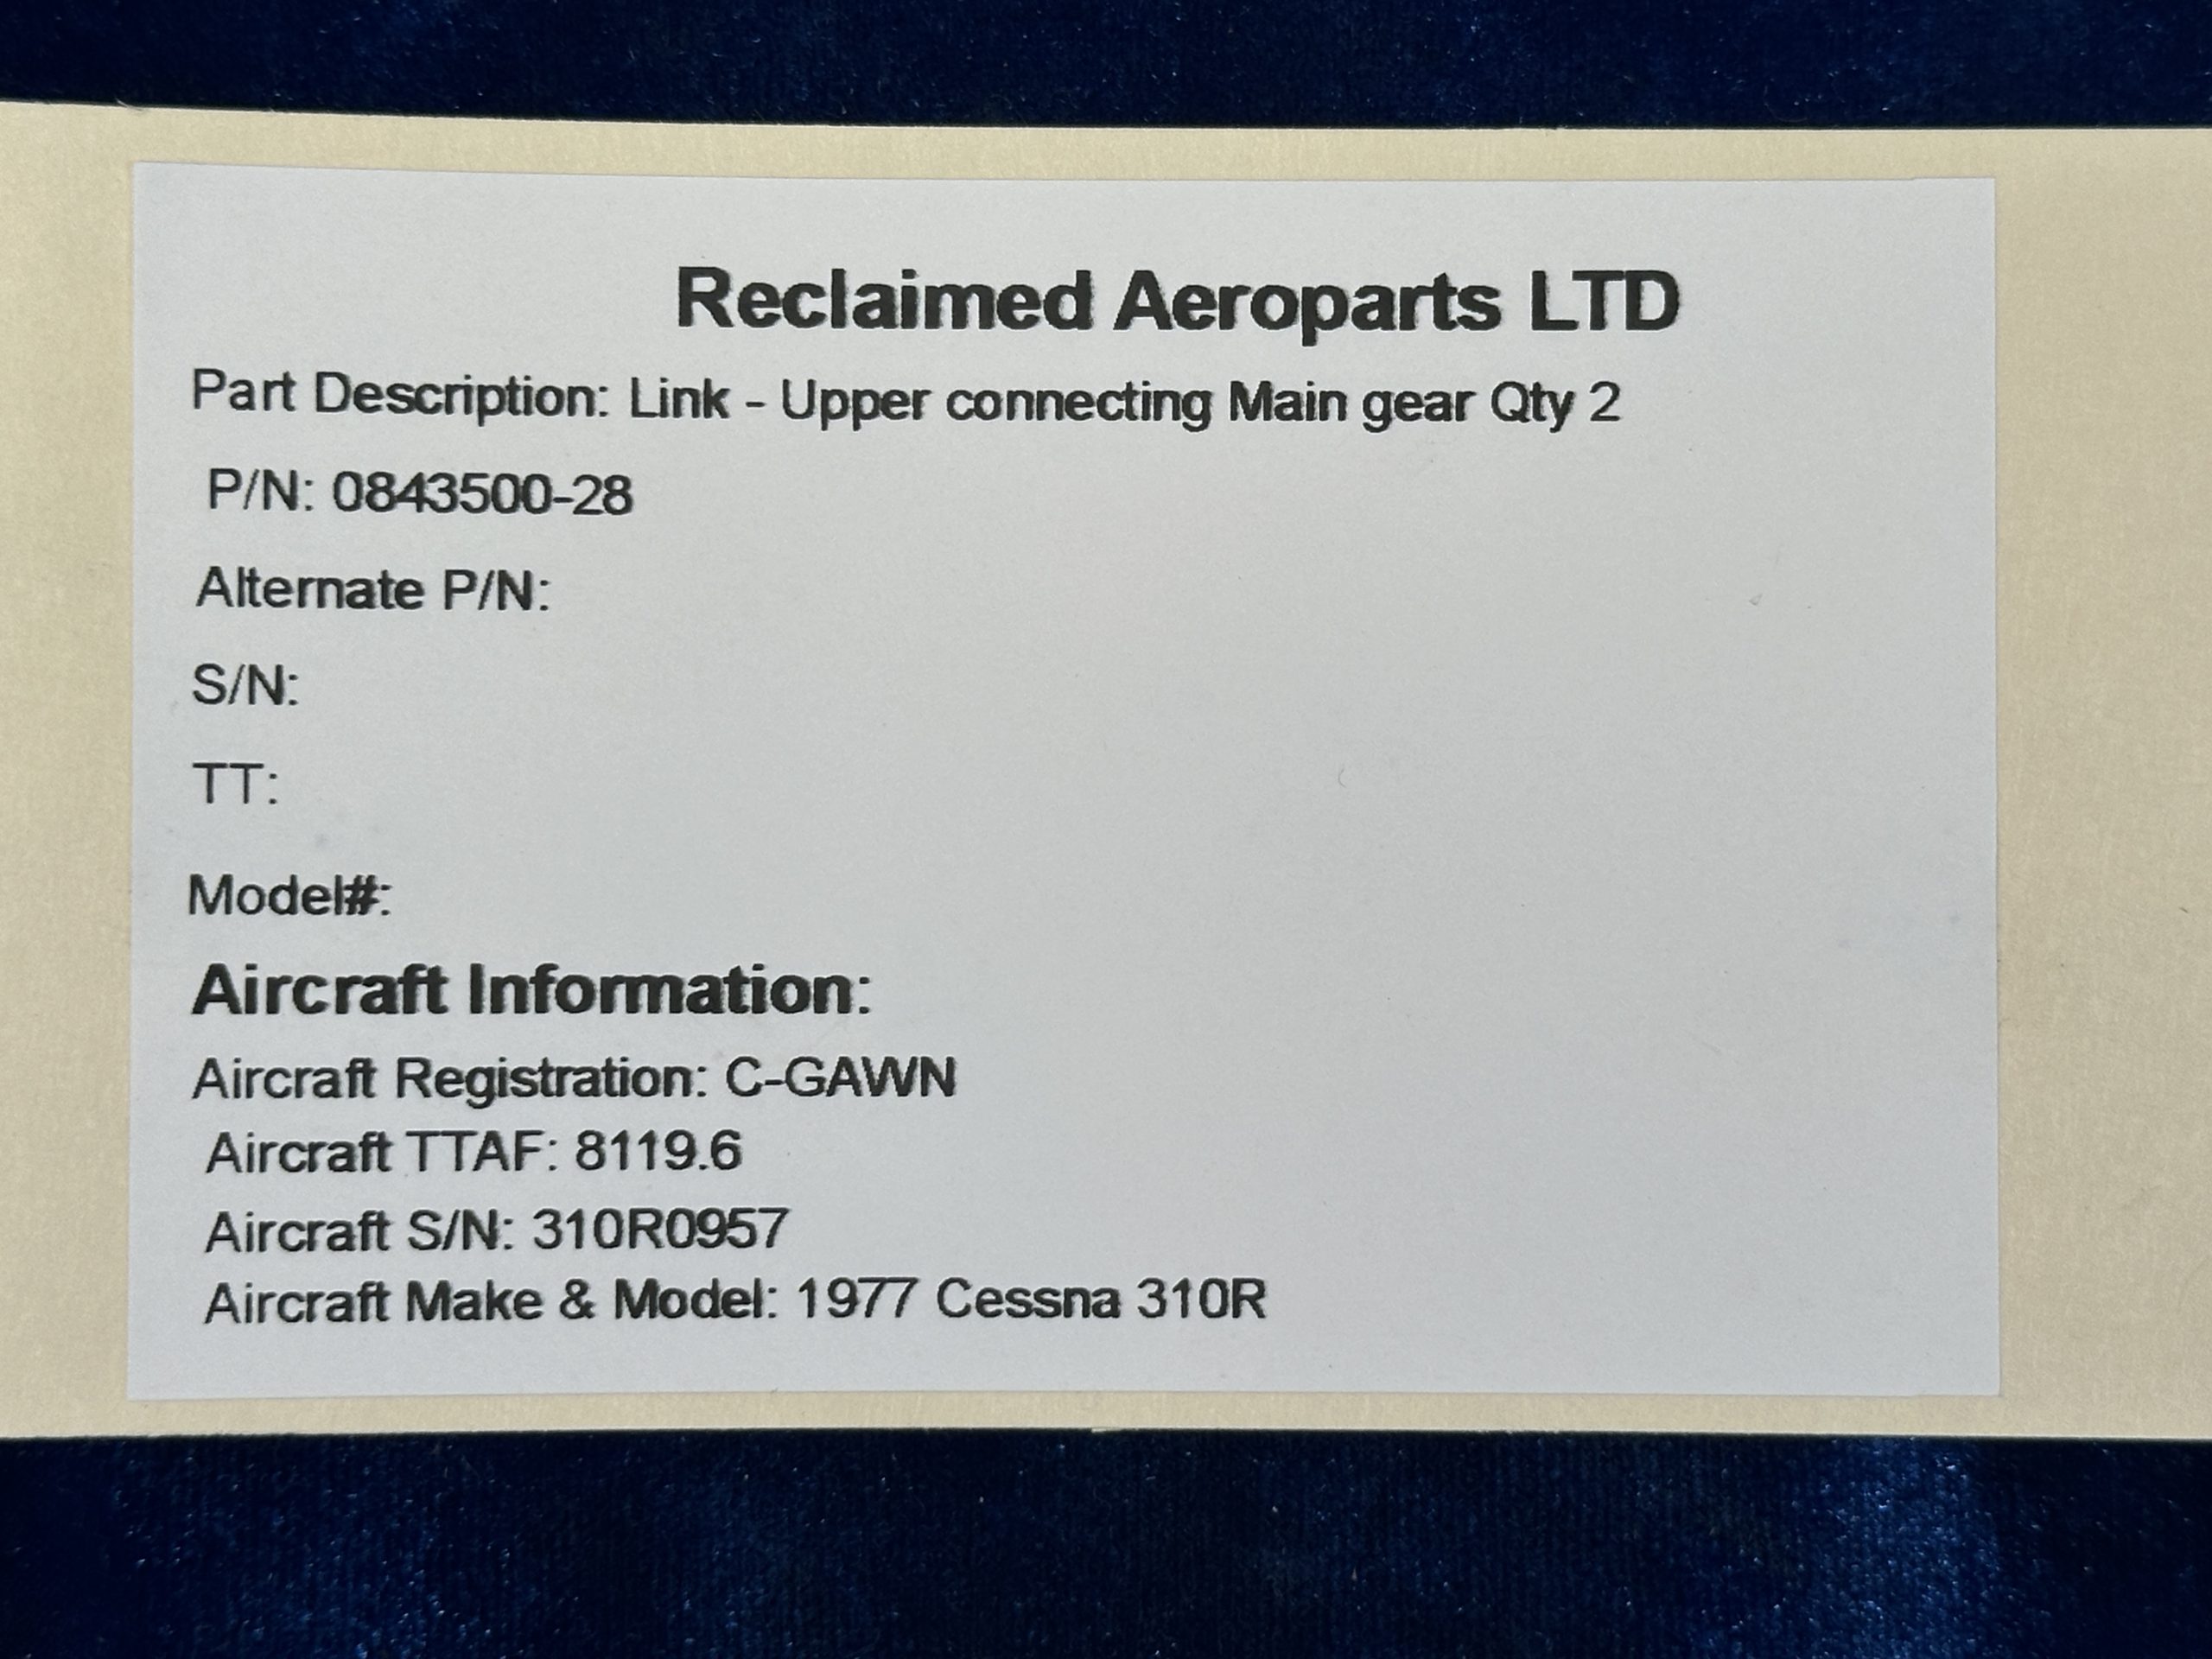 Reclaimed Aeroparts LTD
Part Description: Link - Upper connecting Main gear Qty 2
P/N: 0843500-28
Alternate P/N:
S/N:
TT:
Model#:
Aircraft Information:
Aircraft Registration: C-GAWN
Aircraft TTAF: 8119.6
Aircraft S/N: 310R0957
Aircraft Make & Model: 1977 Cessna 310R